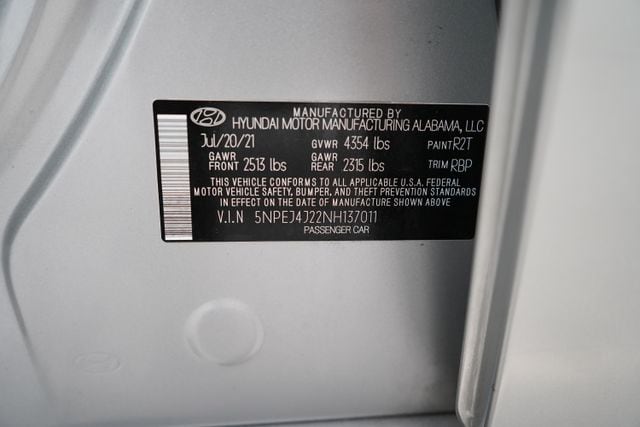 MANUFACTURED BY
HYUNDAI MOTOR MANUFACTURING ALABAMA, LLC
Jul/20/21 GVWR 4354 lbs PAINT R2T
GAWR FRONT 2513 lbs GAWR REAR 2315 lbs TRIM RBP
THIS VEHICLE CONFORMS TO ALL APPLICABLE U.S.A. FEDERAL
MOTOR VEHICLE SAFETY, BUMPER, AND THEFT PREVENTION STANDARDS
IN EFFECT ON THE DATE OF MANUFACTURE SHOWN ABOVE
V.I.N 5NPEJ4J22NH137011
PASSENGER CAR